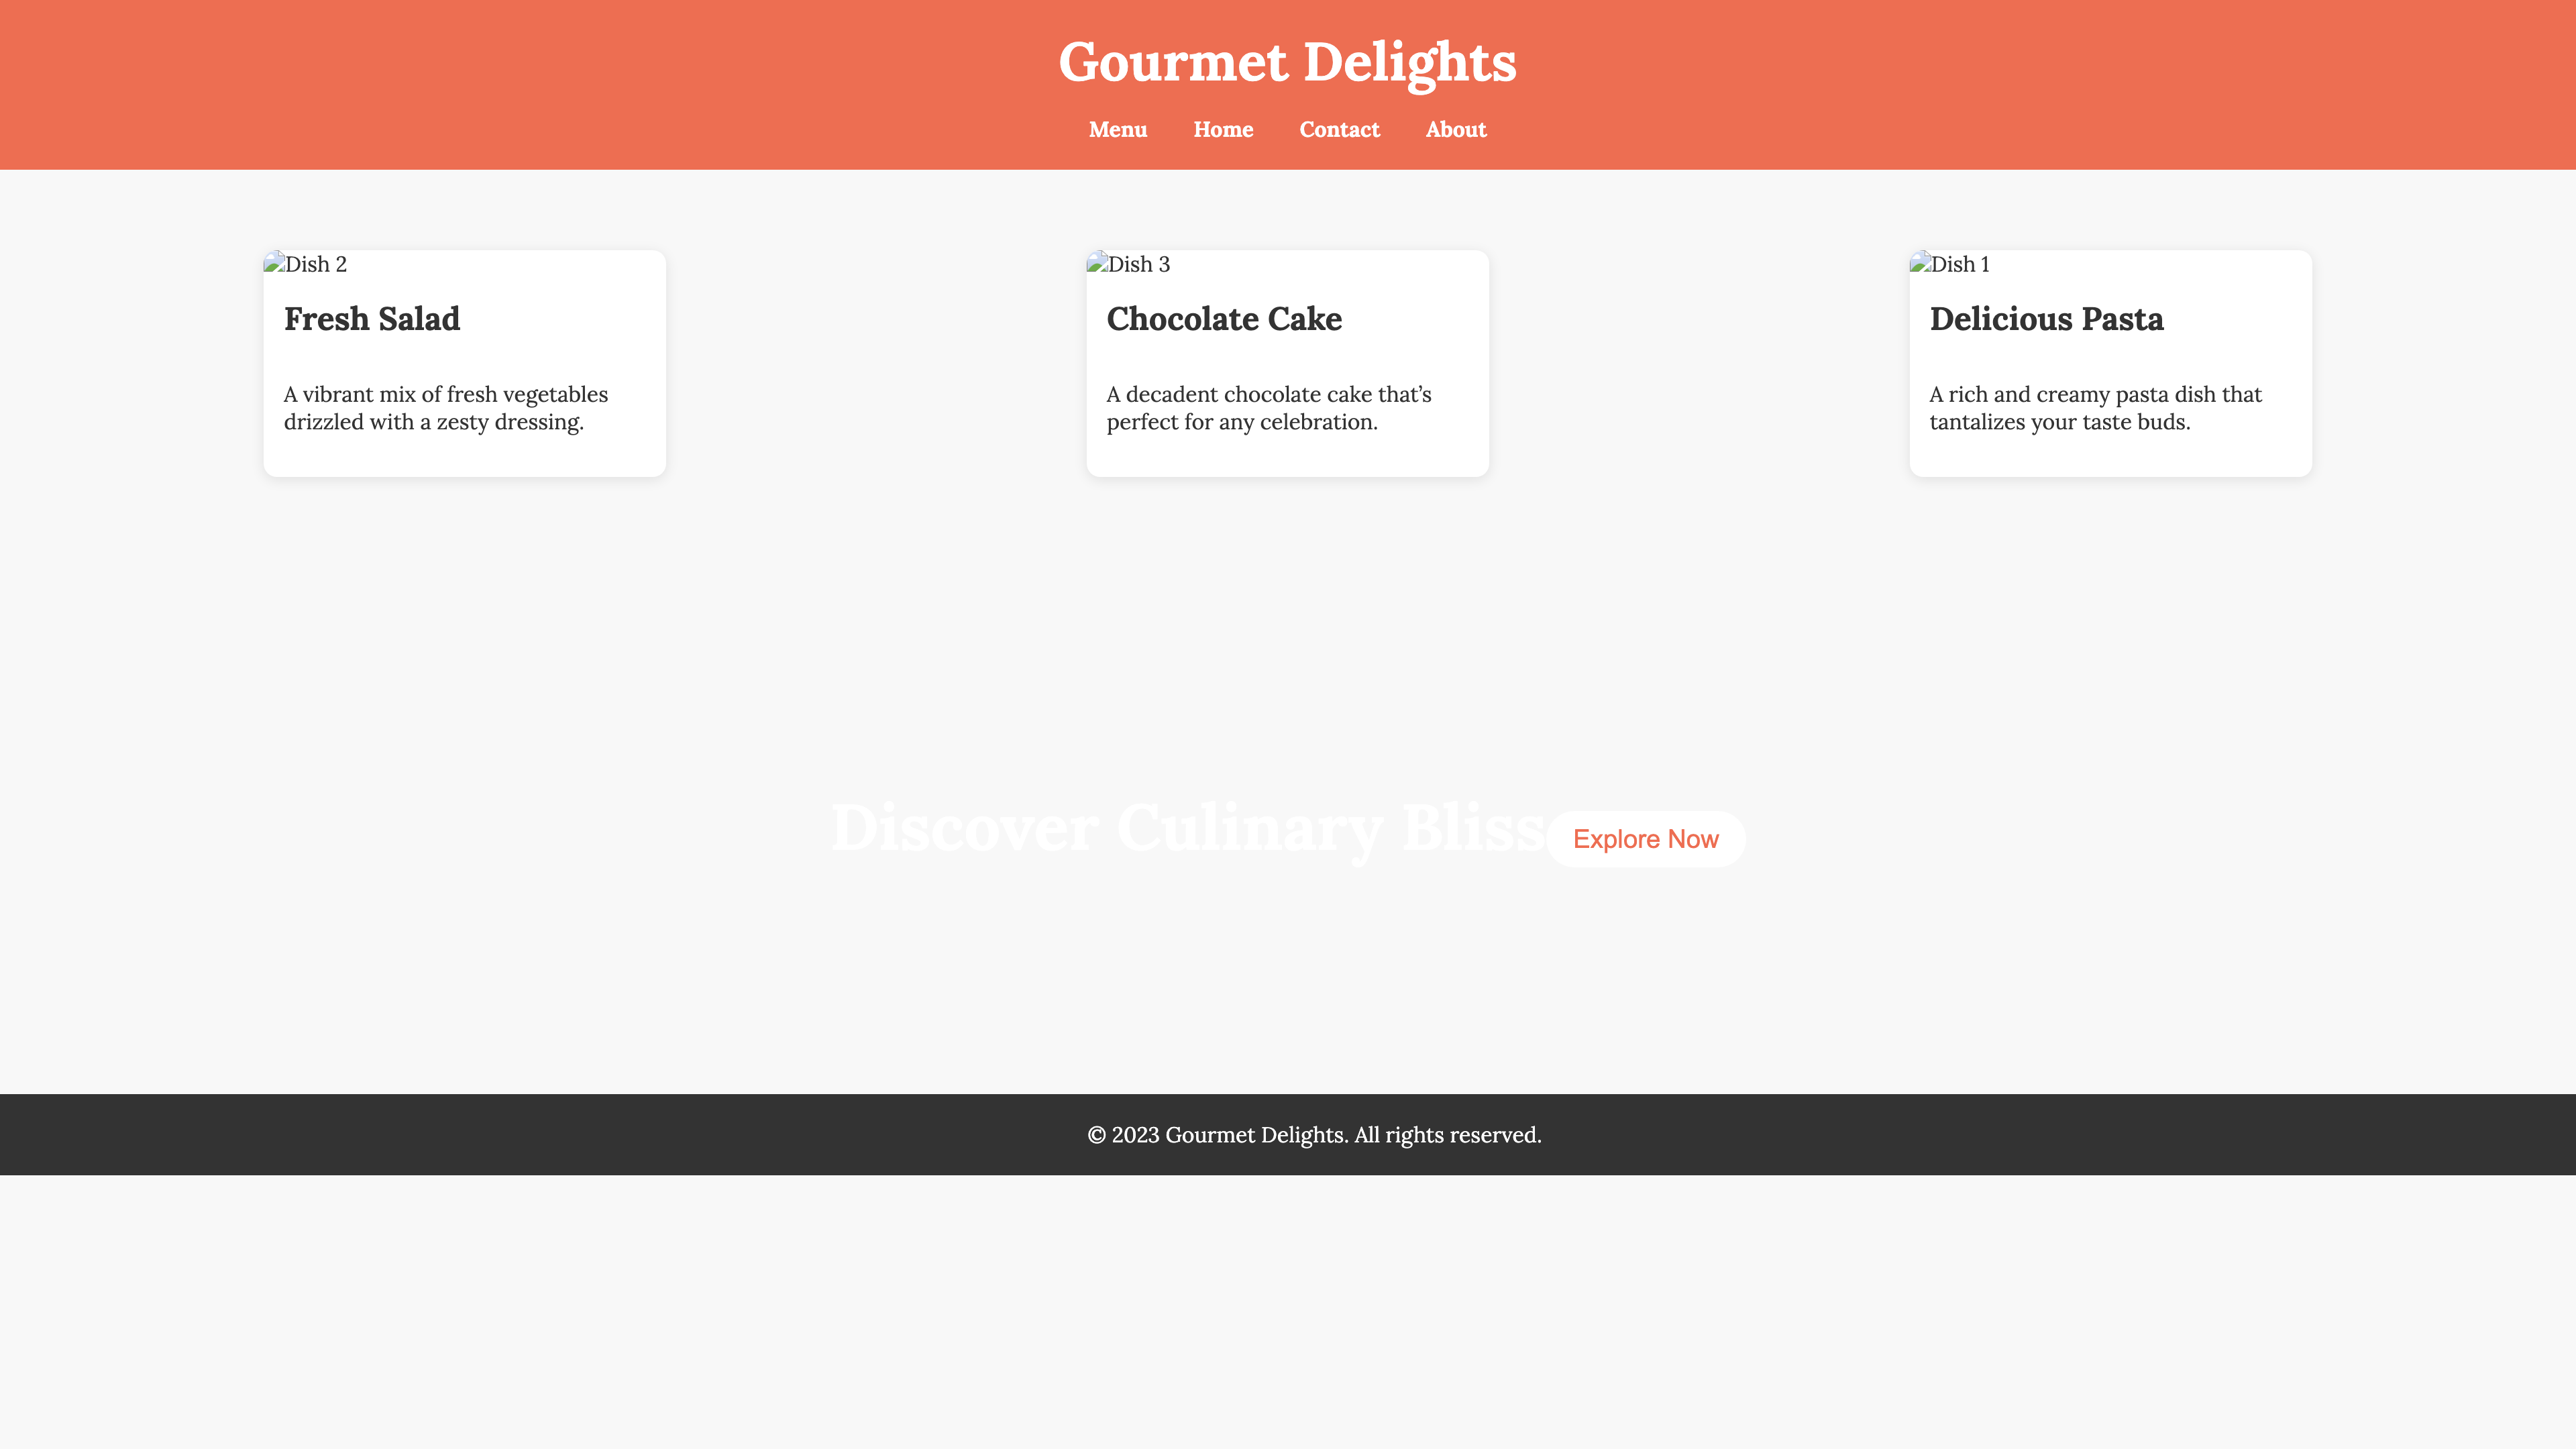 Gourmet Delights
Menu Home Contact About
Dish 2
Fresh Salad
A vibrant mix of fresh vegetables
drizzled with a zesty dressing.
Dish 3
Chocolate Cake
A decadent chocolate cake that’s
perfect for any celebration.
Dish 1
Delicious Pasta
A rich and creamy pasta dish that
tantalizes your taste buds.
Discover Culinary Bliss
Explore Now
© 2023 Gourmet Delights. All rights reserved.